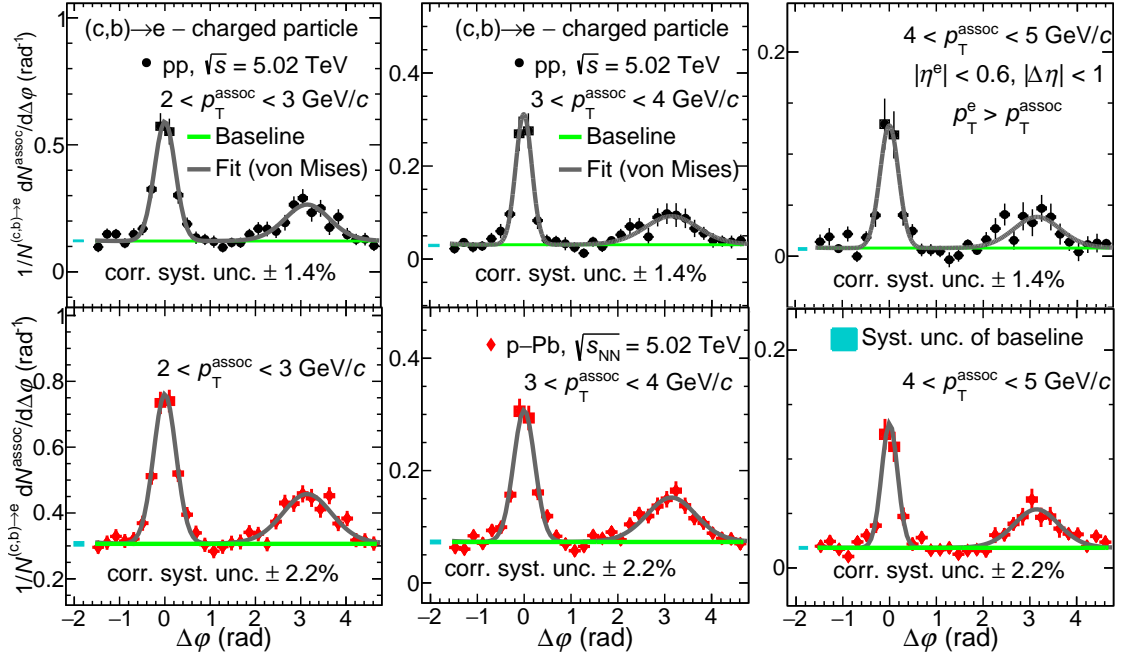 (c,b)→e − charged particle
pp, √s = 5.02 TeV
2 < p_T^assoc < 3 GeV/c
Baseline
Fit (von Mises)
corr. syst. unc. ± 1.4%
1/N^(c,b)→e dN^assoc/dΔφ (rad^-1)
1
0.8
0.6
0.4
0.2
0
(c,b)→e − charged particle
pp, √s = 5.02 TeV
3 < p_T^assoc < 4 GeV/c
Baseline
Fit (von Mises)
corr. syst. unc. ± 1.4%
0.4
0.2
0
4 < p_T^assoc < 5 GeV/c
|η^e| < 0.6, |Δη| < 1
p_T^e > p_T^assoc
corr. syst. unc. ± 1.4%
0.2
0
2 < p_T^assoc < 3 GeV/c
corr. syst. unc. ± 2.2%
1/N^(c,b)→e dN^assoc/dΔφ (rad^-1)
1
0.8
0.6
0.4
0.2
−2 −1 0 1 2 3 4
Δφ (rad)
p−Pb, √s_NN = 5.02 TeV
3 < p_T^assoc < 4 GeV/c
corr. syst. unc. ± 2.2%
0.4
0.2
0
−2 −1 0 1 2 3 4
Δφ (rad)
Syst. unc. of baseline
4 < p_T^assoc < 5 GeV/c
corr. syst. unc. ± 2.2%
0.2
0
−2 −1 0 1 2 3 4
Δφ (rad)